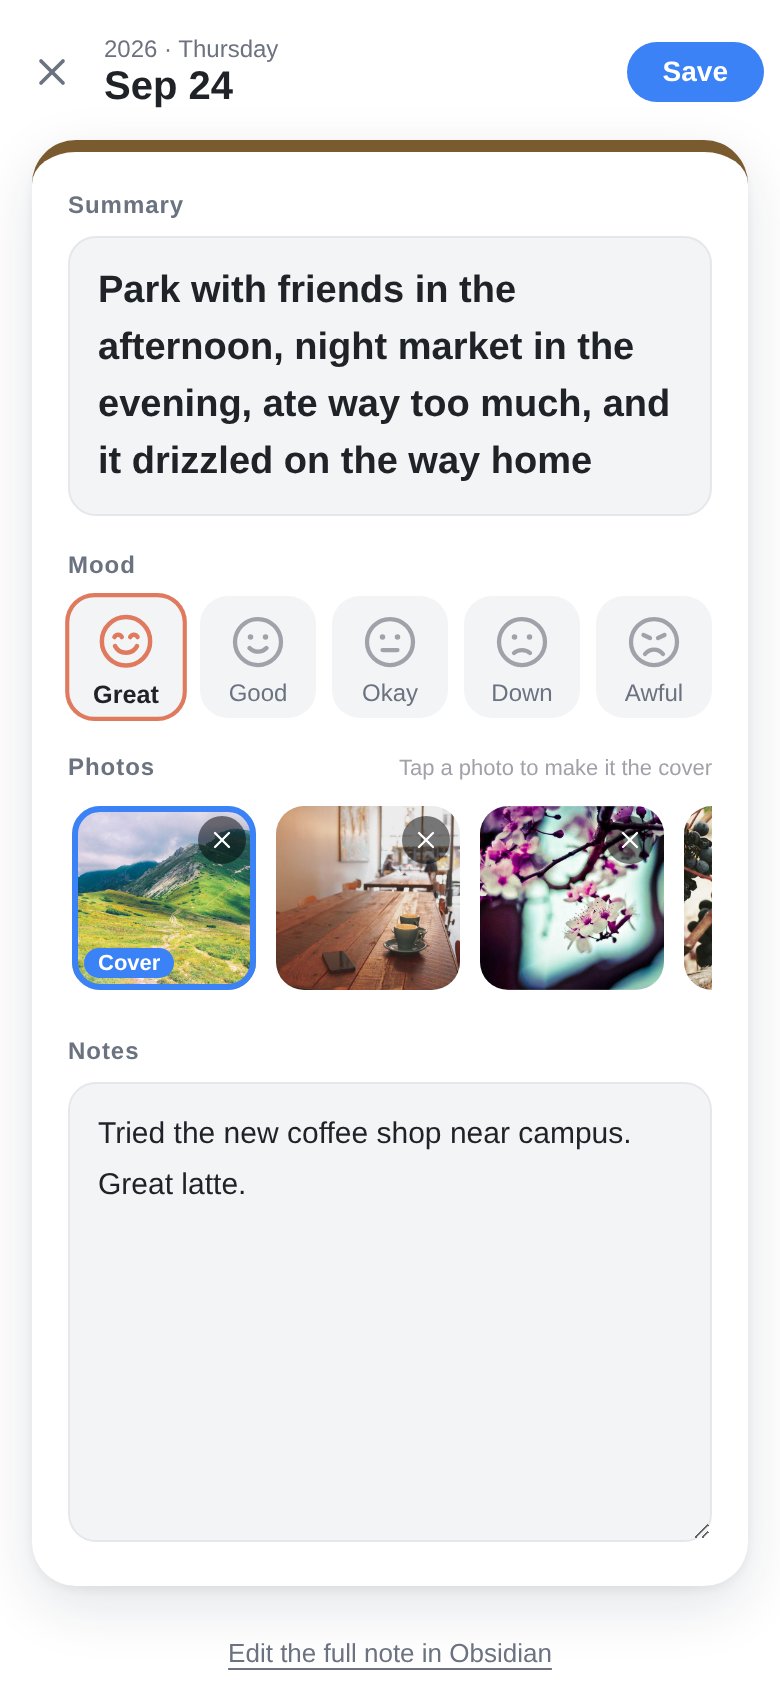 2026 · Thursday
Sep 24
Save
Summary
Park with friends in the
afternoon, night market in the
evening, ate way too much, and
it drizzled on the way home
Mood
Great
Good
Okay
Down
Awful
Photos
Tap a photo to make it the cover
Cover
Notes
Tried the new coffee shop near campus.
Great latte.
Edit the full note in Obsidian